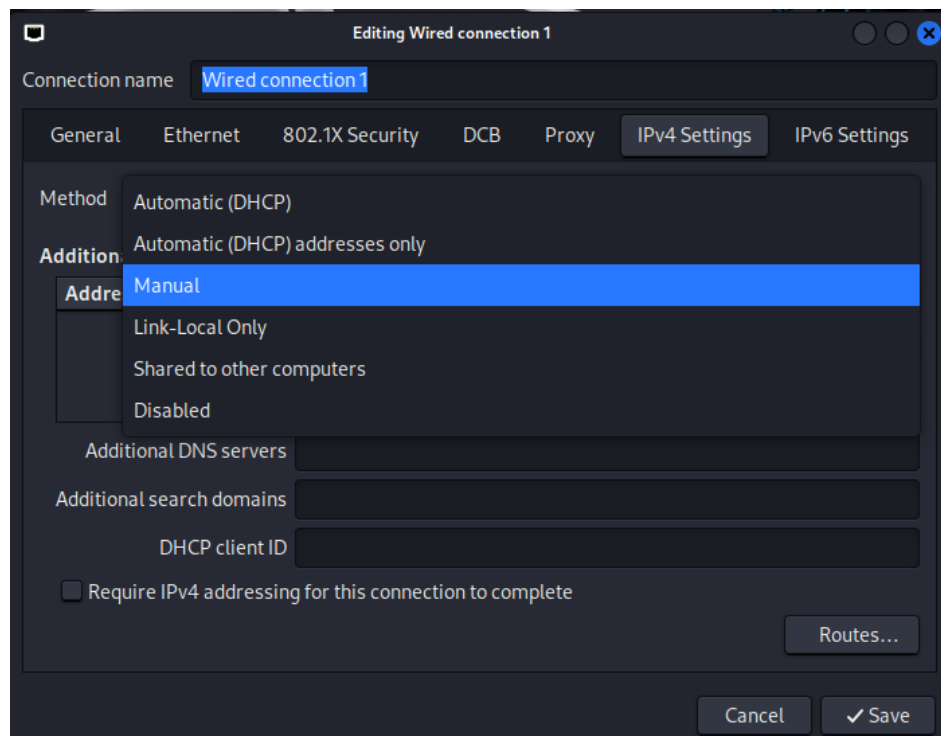 Editing Wired connection 1
Connection name Wired connection 1
General Ethernet 802.1X Security DCB Proxy IPv4 Settings IPv6 Settings
Method
Automatic (DHCP)
Automatic (DHCP) addresses only
Addition
Manual
Addre
Link-Local Only
Shared to other computers
Disabled
Additional DNS servers
Additional search domains
DHCP client ID
Require IPv4 addressing for this connection to complete
Routes...
Cancel Save